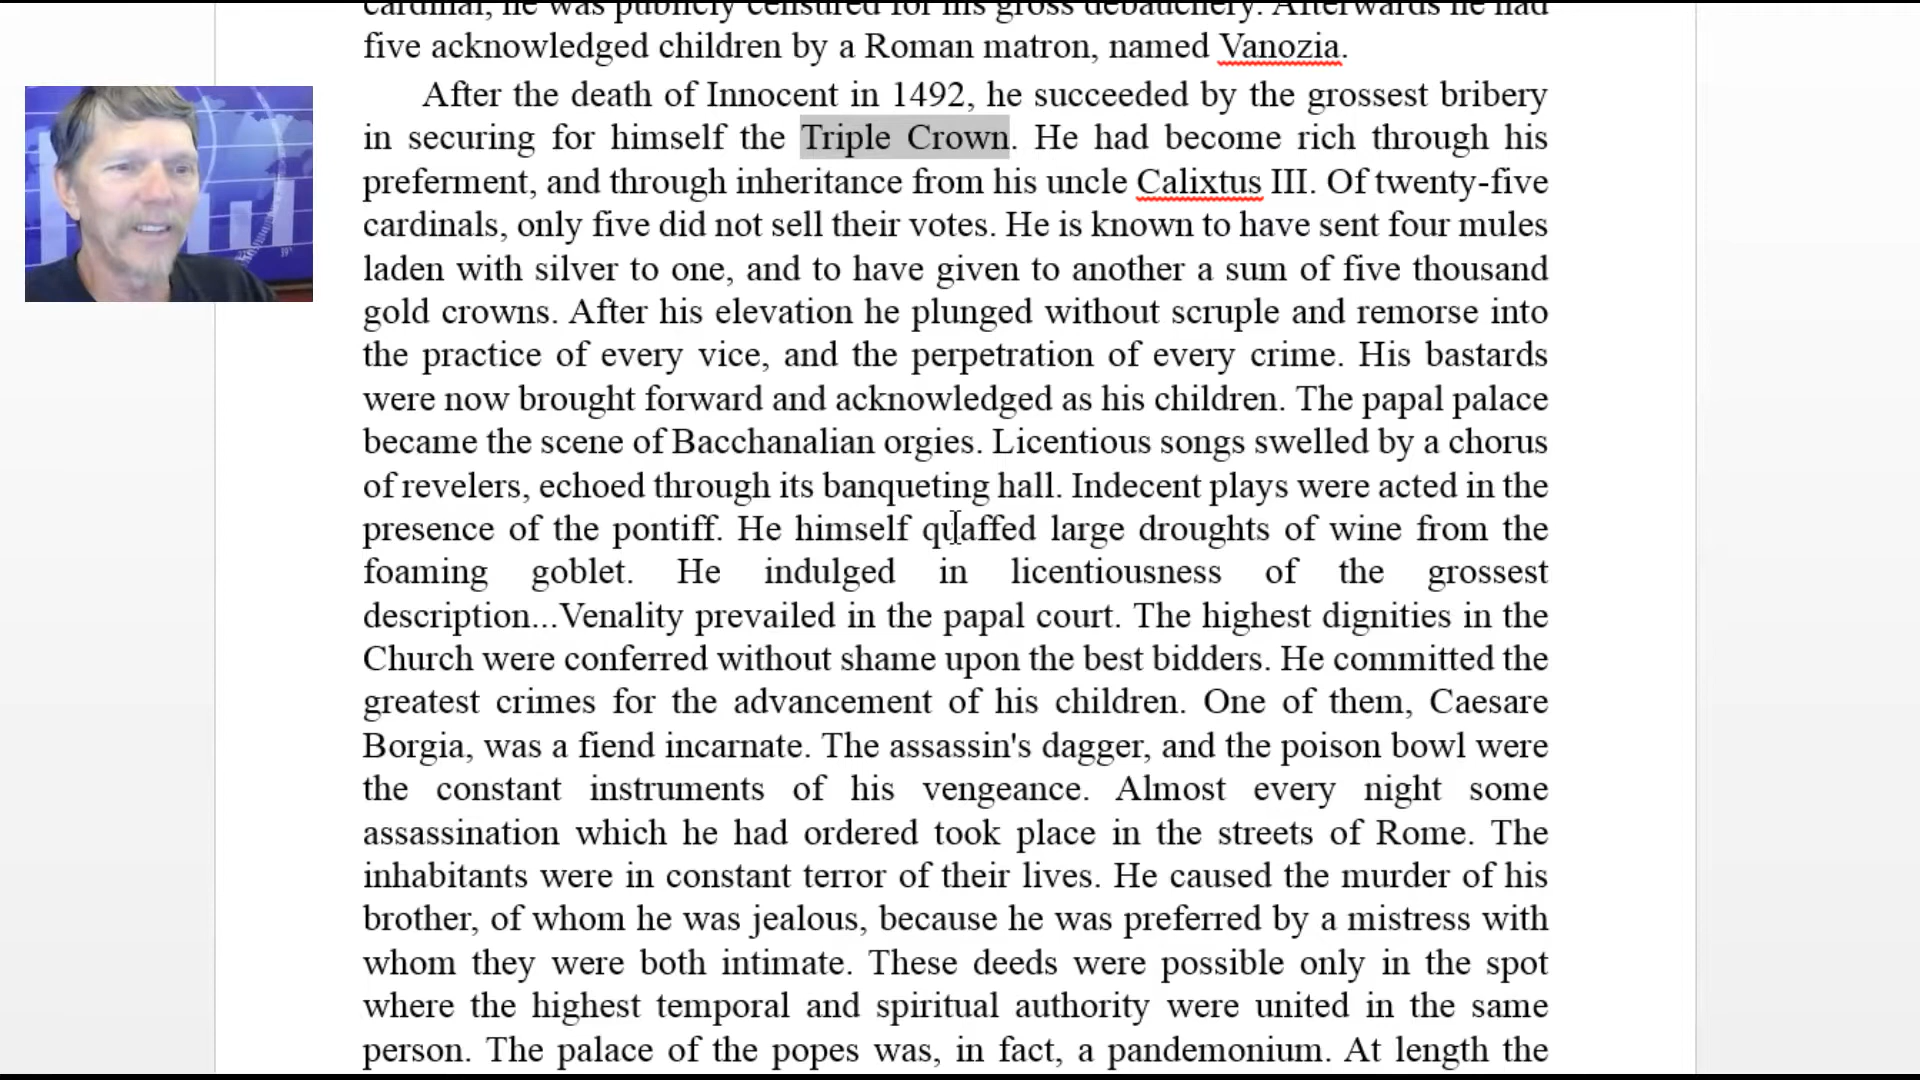 cardinal, he was publicly censured for his gross debauchery. Afterwards he had
five acknowledged children by a Roman matron, named Vanozia.
After the death of Innocent in 1492, he succeeded by the grossest bribery
in securing for himself the Triple Crown. He had become rich through his
preferment, and through inheritance from his uncle Calixtus III. Of twenty-five
cardinals, only five did not sell their votes. He is known to have sent four mules
laden with silver to one, and to have given to another a sum of five thousand
gold crowns. After his elevation he plunged without scruple and remorse into
the practice of every vice, and the perpetration of every crime. His bastards
were now brought forward and acknowledged as his children. The papal palace
became the scene of Bacchanalian orgies. Licentious songs swelled by a chorus
of revelers, echoed through its banqueting hall. Indecent plays were acted in the
presence of the pontiff. He himself quaffed large droughts of wine from the
foaming goblet. He indulged in licentiousness of the grossest
description...Venality prevailed in the papal court. The highest dignities in the
Church were conferred without shame upon the best bidders. He committed the
greatest crimes for the advancement of his children. One of them, Caesare
Borgia, was a fiend incarnate. The assassin's dagger, and the poison bowl were
the constant instruments of his vengeance. Almost every night some
assassination which he had ordered took place in the streets of Rome. The
inhabitants were in constant terror of their lives. He caused the murder of his
brother, of whom he was jealous, because he was preferred by a mistress with
whom they were both intimate. These deeds were possible only in the spot
where the highest temporal and spiritual authority were united in the same
person. The palace of the popes was, in fact, a pandemonium. At length the